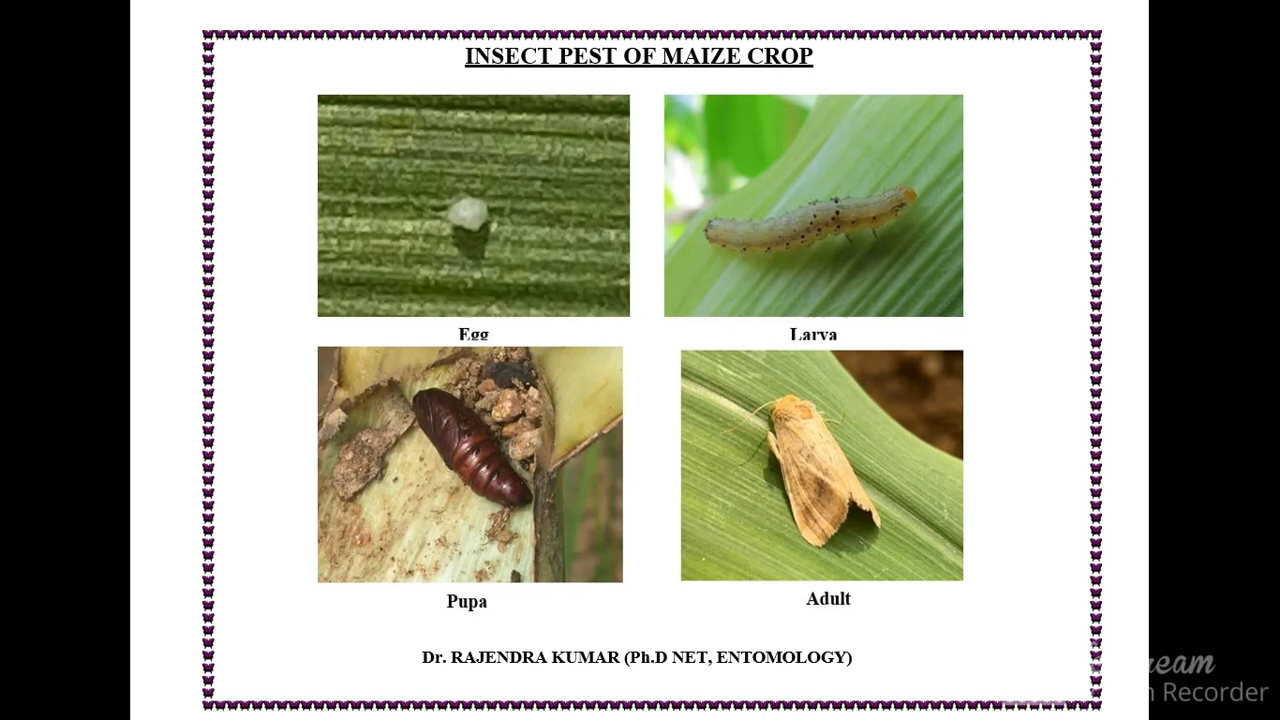 INSECT PEST OF MAIZE CROP
Egg
Larva
Pupa
Adult
Dr. RAJENDRA KUMAR (Ph.D NET, ENTOMOLOGY)
Recorder